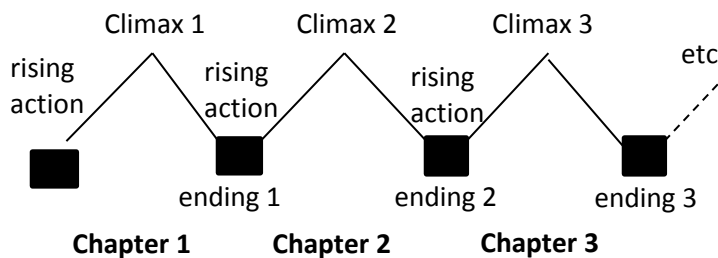 Climax 1 Climax 2 Climax 3
etc
rising
action
rising
action
rising
action
ending 1 ending 2 ending 3
Chapter 1 Chapter 2 Chapter 3